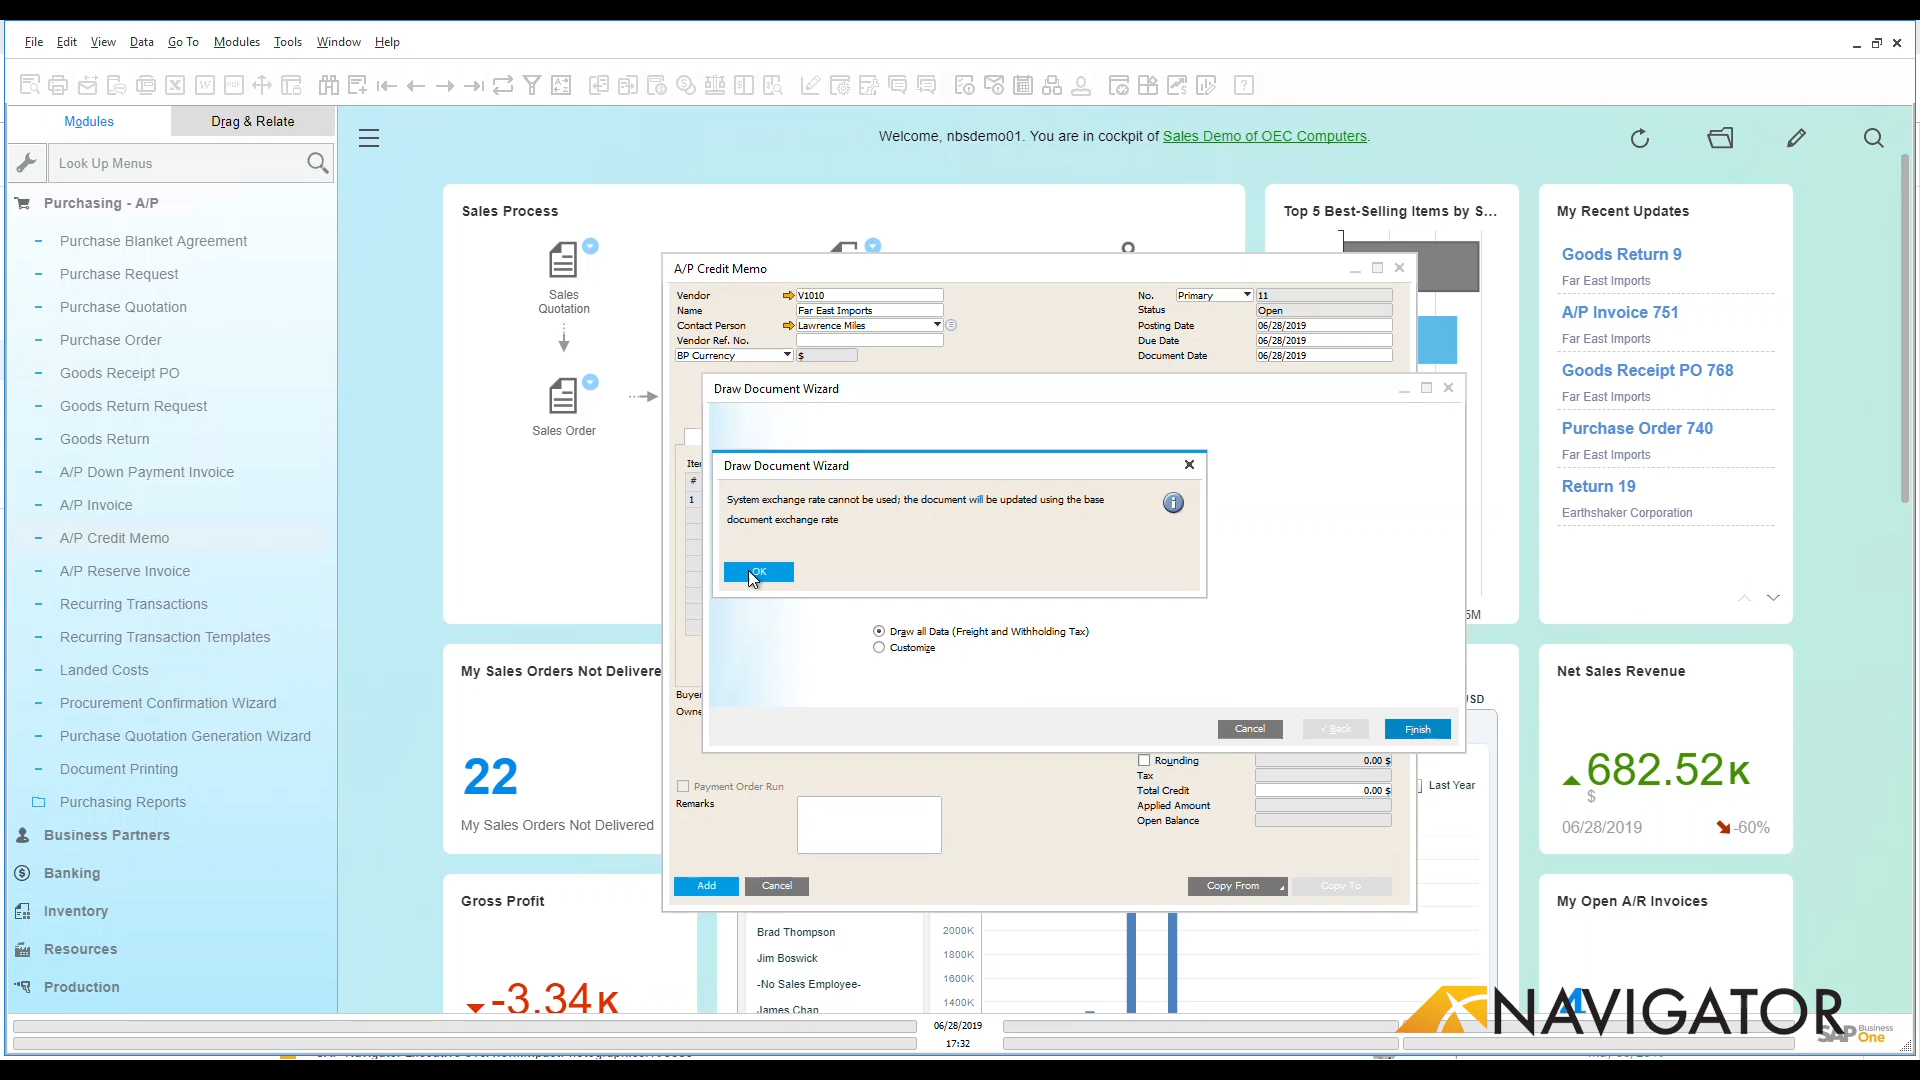 File Edit View Data Go To Modules Tools Window Help
Modules
Drag & Relate
Look Up Menus
Purchasing - A/P
Purchase Blanket Agreement
Purchase Request
Purchase Quotation
Purchase Order
Goods Receipt PO
Goods Return Request
Goods Return
A/P Down Payment Invoice
A/P Invoice
A/P Credit Memo
A/P Reserve Invoice
Recurring Transactions
Recurring Transaction Templates
Landed Costs
Procurement Confirmation Wizard
Purchase Quotation Generation Wizard
Document Printing
Purchasing Reports
Business Partners
Banking
Inventory
Resources
Production
Welcome, nbsdemo01. You are in cockpit of Sales Demo of OEC Computers.
Sales Process
Sales
Quotation
Sales Order
Top 5 Best-Selling Items by S...
5M
My Recent Updates
Goods Return 9
Far East Imports
A/P Invoice 751
Far East Imports
Goods Receipt PO 768
Far East Imports
Purchase Order 740
Far East Imports
Return 19
Earthshaker Corporation
A/P Credit Memo
Vendor V1010
Name Far East Imports
Contact Person Lawrence Miles
Vendor Ref. No.
BP Currency $
No. Primary 11
Status Open
Posting Date 06/28/2019
Due Date 06/28/2019
Document Date 06/28/2019
Ite
#
1
Buyer
Owne
Draw Document Wizard
Draw Document Wizard
System exchange rate cannot be used; the document will be updated using the base
document exchange rate
OK
Draw all Data (Freight and Withholding Tax)
Customize
Cancel
< Back
Finish
Rounding 0.00 $
Tax
Total Credit 0.00 $
Applied Amount
Open Balance
Payment Order Run
Remarks
Add
Cancel
Copy From
Copy To
My Sales Orders Not Delivere
22
My Sales Orders Not Delivered
Gross Profit
-3.34K
USD
Last Year
Brad Thompson
Jim Boswick
-No Sales Employee-
James Chan
2000K
1800K
1600K
1400K
Net Sales Revenue
682.52K
$
06/28/2019
-60%
My Open A/R Invoices
06/28/2019
17:32
NAVIGATOR
SAP Business One